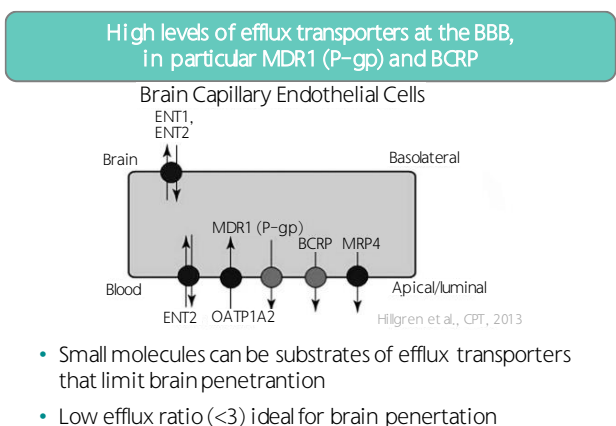 High levels of efflux transporters at the BBB,
in particular MDR1 (P-gp) and BCRP
Brain Capillary Endothelial Cells
ENT1,
ENT2
Brain
Basolateral
MDR1 (P-gp)
BCRP MRP4
Blood
Apical/luminal
ENT2 OATP1A2
Hillgren et al., CPT, 2013
• Small molecules can be substrates of efflux transporters
that limit brain penetrantion
• Low efflux ratio (<3) ideal for brain penertation